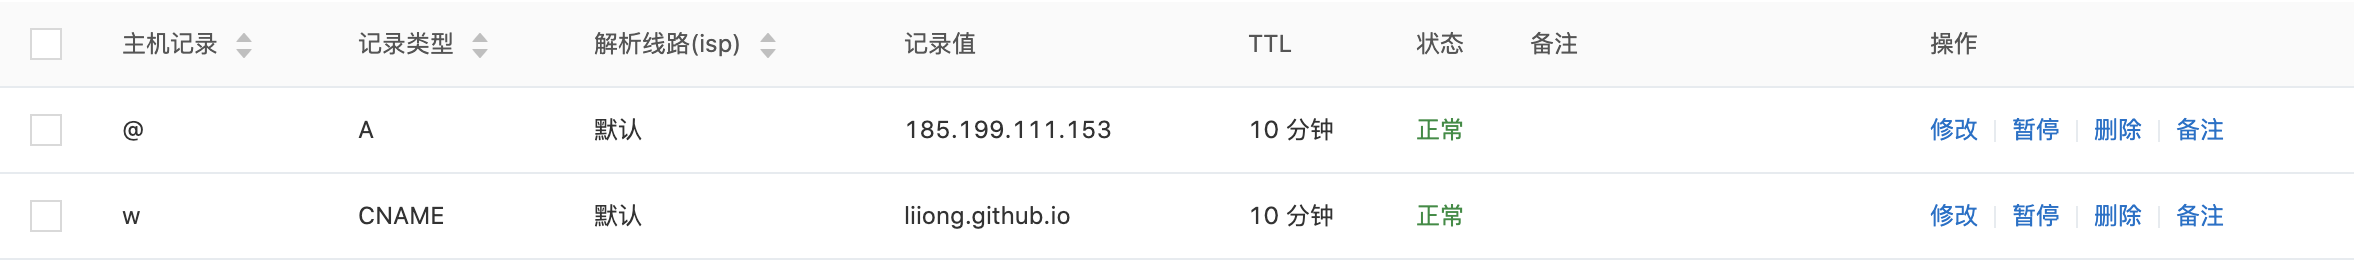 主机记录 记录类型 解析线路(isp) 记录值 TTL 状态 备注 操作
@ A 默认 185.199.111.153 10 分钟 正常 修改 暂停 删除 备注
w CNAME 默认 liiong.github.io 10 分钟 正常 修改 暂停 删除 备注